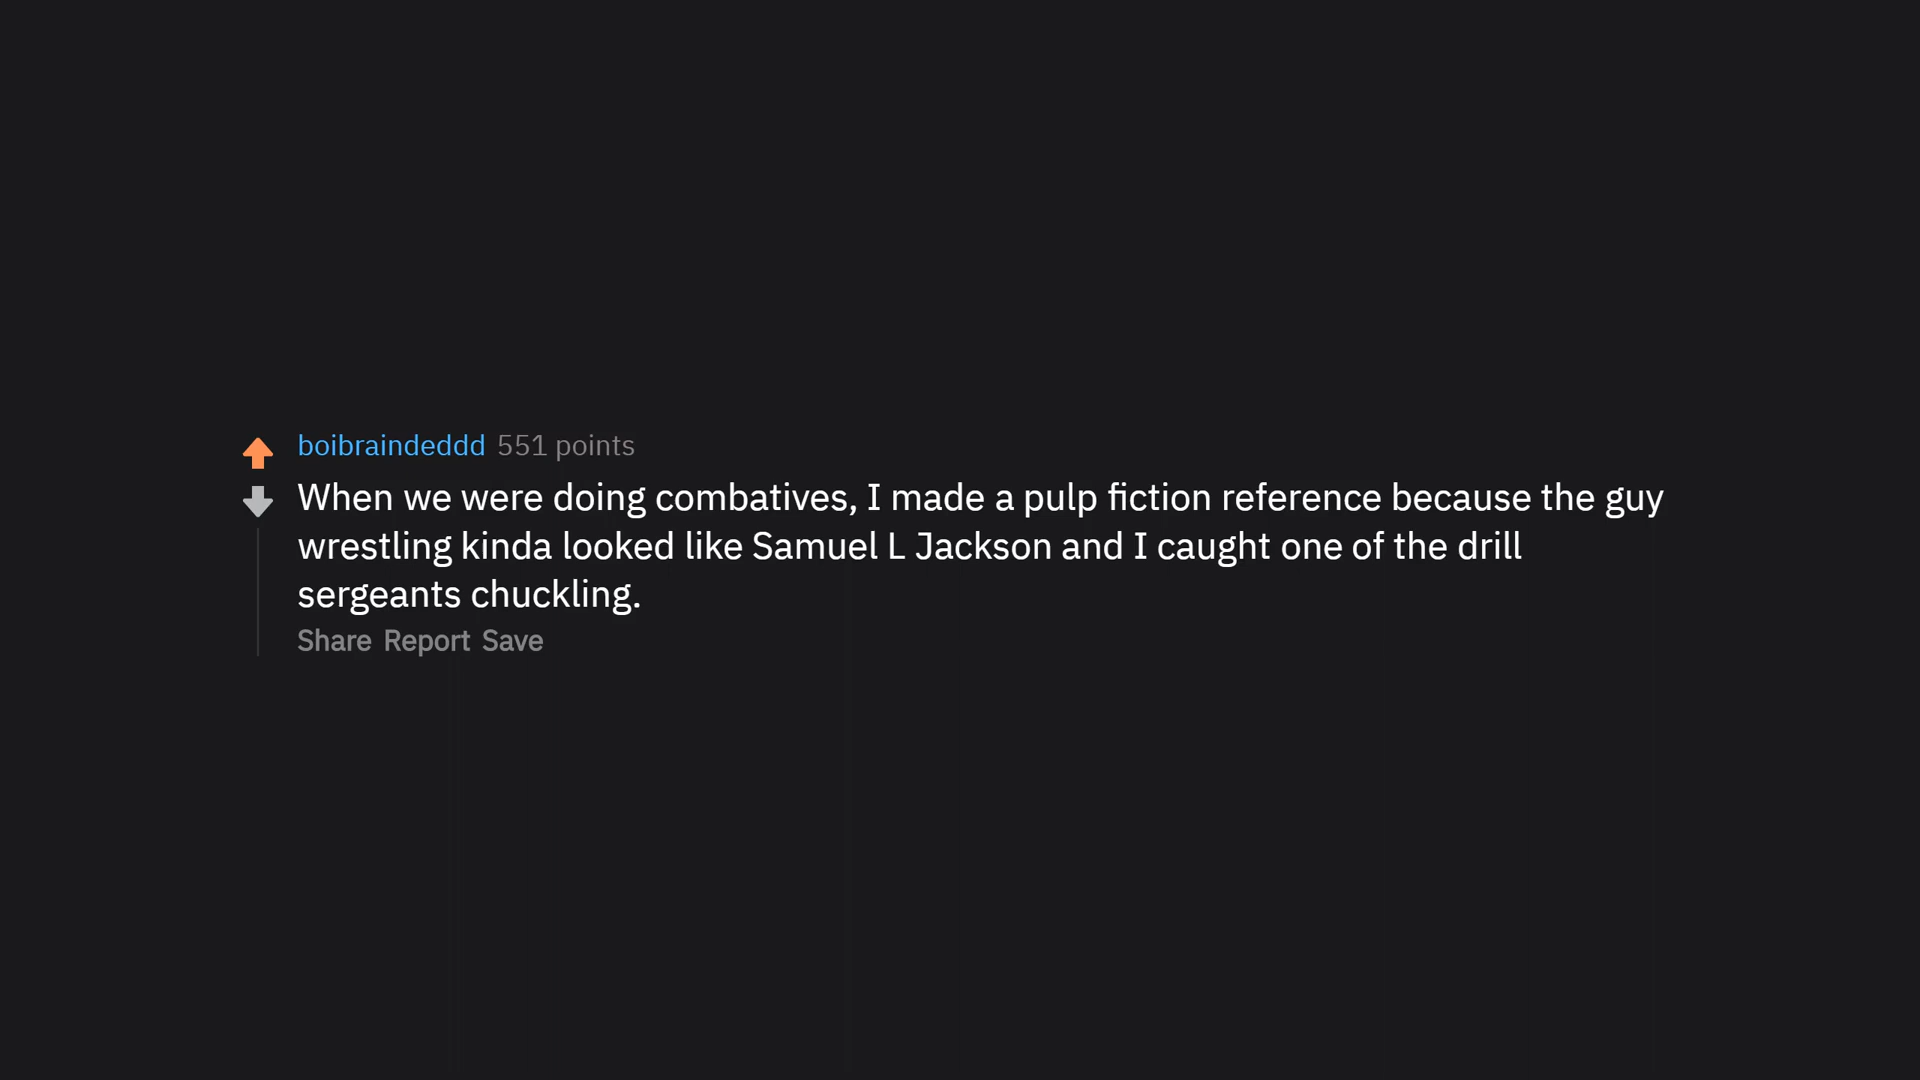 boibraindeddd 551 points
When we were doing combatives, I made a pulp fiction reference because the guy
wrestling kinda looked like Samuel L Jackson and I caught one of the drill
sergeants chuckling.
Share Report Save